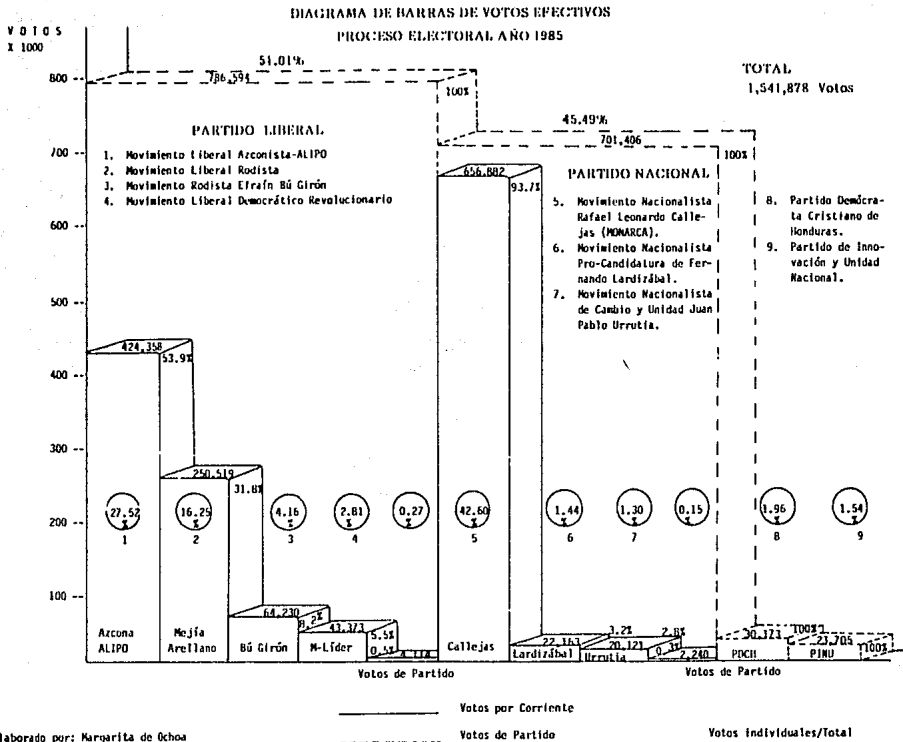 DIAGRAMA DE BARRAS DE VOTOS EFECTIVOS
PROCESO ELECTORAL AÑO 1985
VOTOS
X 1000
51.01%
786,594
100%
TOTAL
1,541,878 Votos
45.49%
701,406
100%
800 --
700 --
600 --
500 --
400 --
300 --
200 --
100 --
PARTIDO LIBERAL
1. Movimiento Liberal Azconista-ALIPO
2. Movimiento Liberal Rodista
3. Movimiento Rodista Efraín Bú Girón
4. Movimiento Liberal Democrático Revolucionario
656,882
93.7%
PARTIDO NACIONAL
5. Movimiento Nacionalista
Rafael Leonardo Calle-
jas (MONARCA).
6. Movimiento Nacionalista
Pro-Candidatura de Fer-
nando Lardizábal.
7. Movimiento Nacionalista
de Cambio y Unidad Juan
Pablo Urrutia.
8. Partido Demócra-
ta Cristiano de
Honduras.
9. Partido de Inno-
vación y Unidad
Nacional.
424,358
53.9%
250,519
31.8%
27.52 %
16.25 %
4.16 %
2.81 %
0.27 %
42.60 %
1.44 %
1.30 %
0.15 %
1.96 %
1.54 %
1 2 3 4 5 6 7 8 9
64,230
8.2%
43,373
5.5%
0.5%
22,163
3.2%
20,121
2.8%
0.3%
2,240
30,173
100%
23,705
100%
Azcona
ALIPO
Mejía
Arellano
Bú Girón
M-Líder
Callejas
Lardizábal
Urrutia
PDCH
PINU
Votos de Partido
Votos de Partido
Votos por Corriente
Votos de Partido
Votos individuales/Total
laborado por: Margarita de Ochoa